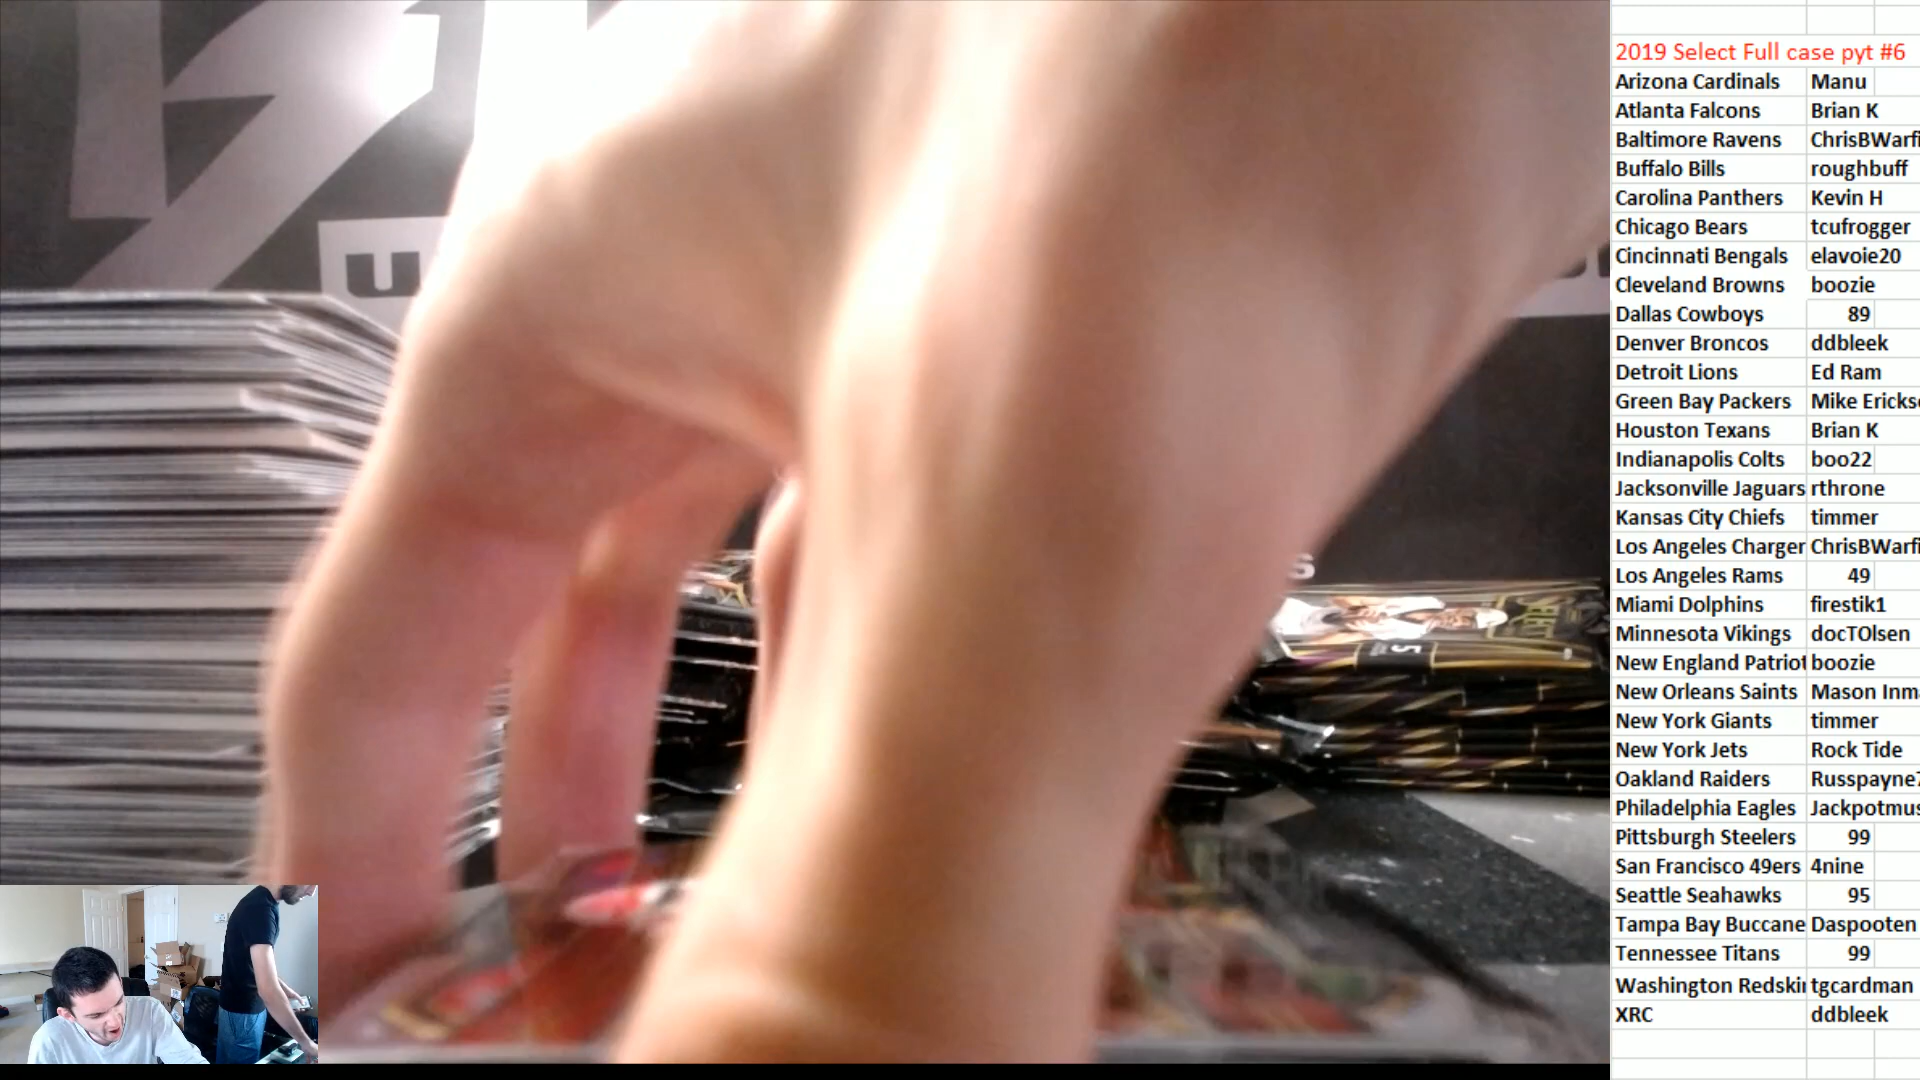 2019 Select Full case pyt #6
Arizona Cardinals Manu
Atlanta Falcons Brian K
Baltimore Ravens ChrisBWarfi
Buffalo Bills roughbuff
Carolina Panthers Kevin H
Chicago Bears tcufrogger
Cincinnati Bengals elavoie20
Cleveland Browns boozie
Dallas Cowboys 89
Denver Broncos ddbleek
Detroit Lions Ed Ram
Green Bay Packers Mike Erickso
Houston Texans Brian K
Indianapolis Colts boo22
Jacksonville Jaguars rthrone
Kansas City Chiefs timmer
Los Angeles Charger ChrisBWarfi
Los Angeles Rams 49
Miami Dolphins firestik1
Minnesota Vikings docTOlsen
New England Patriot boozie
New Orleans Saints Mason Inma
New York Giants timmer
New York Jets Rock Tide
Oakland Raiders Russpayne7
Philadelphia Eagles Jackpotmus
Pittsburgh Steelers 99
San Francisco 49ers 4nine
Seattle Seahawks 95
Tampa Bay Buccane Daspooten
Tennessee Titans 99
Washington Redskin tgcardman
XRC ddbleek